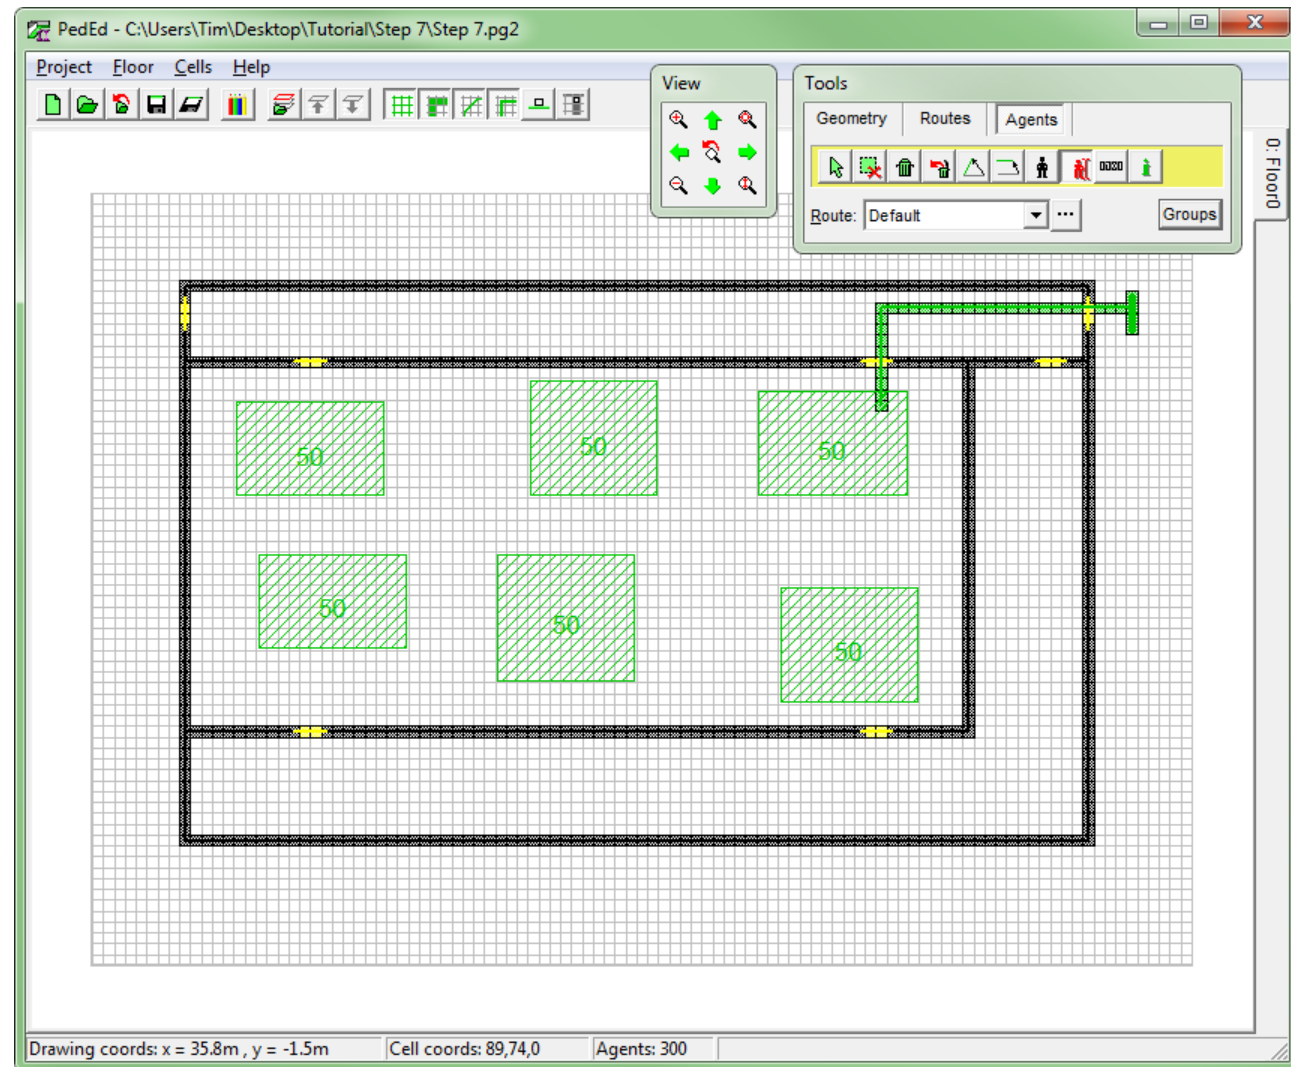 PedEd - C:\Users\Tim\Desktop\Tutorial\Step 7\Step 7.pg2
Project Floor Cells Help
View
Tools
Geometry Routes Agents
Route: Default ... Groups
0: Floor0
50 50 50
50 50 50
Drawing coords: x = 35.8m , y = -1.5m Cell coords: 89,74,0 Agents: 300